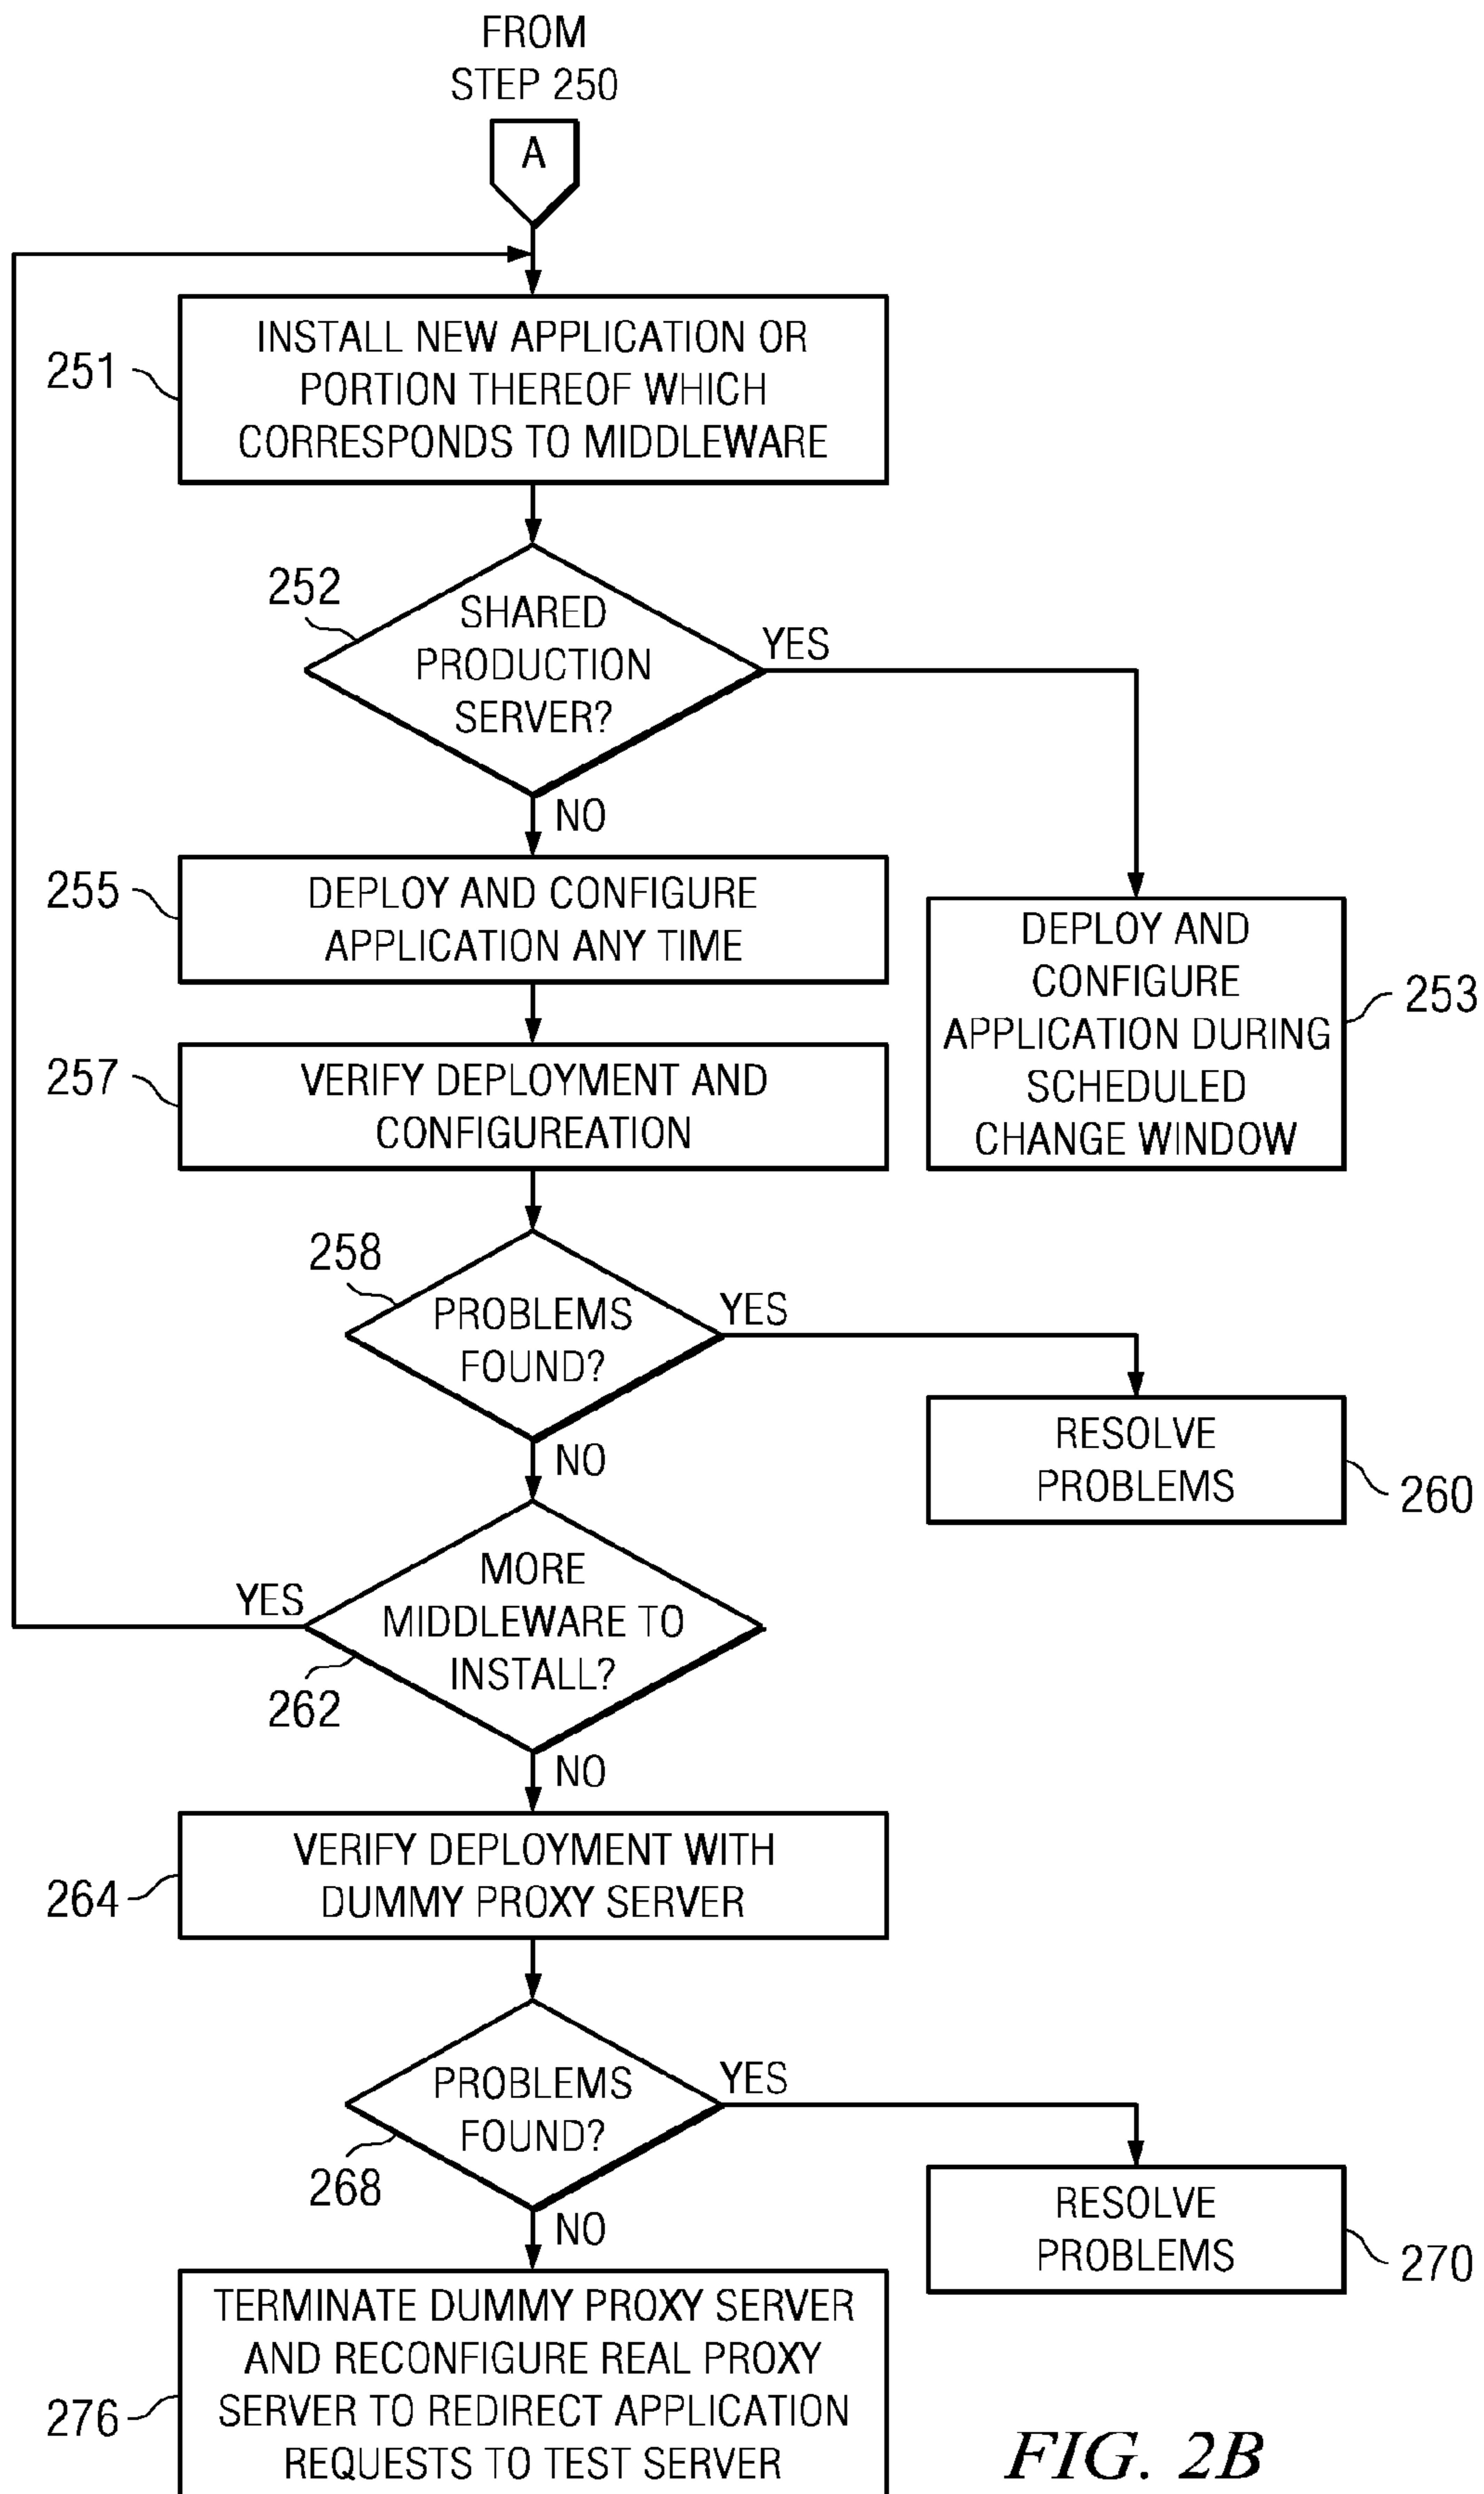 FROM
STEP 250
A
251
INSTALL NEW APPLICATION OR
PORTION THEREOF WHICH
CORRESPONDS TO MIDDLEWARE
252
SHARED
PRODUCTION
SERVER?
YES
NO
255
DEPLOY AND CONFIGURE
APPLICATION ANY TIME
DEPLOY AND
CONFIGURE
APPLICATION DURING
SCHEDULED
CHANGE WINDOW
253
257
VERIFY DEPLOYMENT AND
CONFIGUREATION
258
PROBLEMS
FOUND?
YES
NO
RESOLVE
PROBLEMS
260
MORE
MIDDLEWARE TO
INSTALL?
YES
262
NO
264
VERIFY DEPLOYMENT WITH
DUMMY PROXY SERVER
PROBLEMS
FOUND?
YES
268
NO
RESOLVE
PROBLEMS
270
276
TERMINATE DUMMY PROXY SERVER
AND RECONFIGURE REAL PROXY
SERVER TO REDIRECT APPLICATION
REQUESTS TO TEST SERVER
FIG. 2B